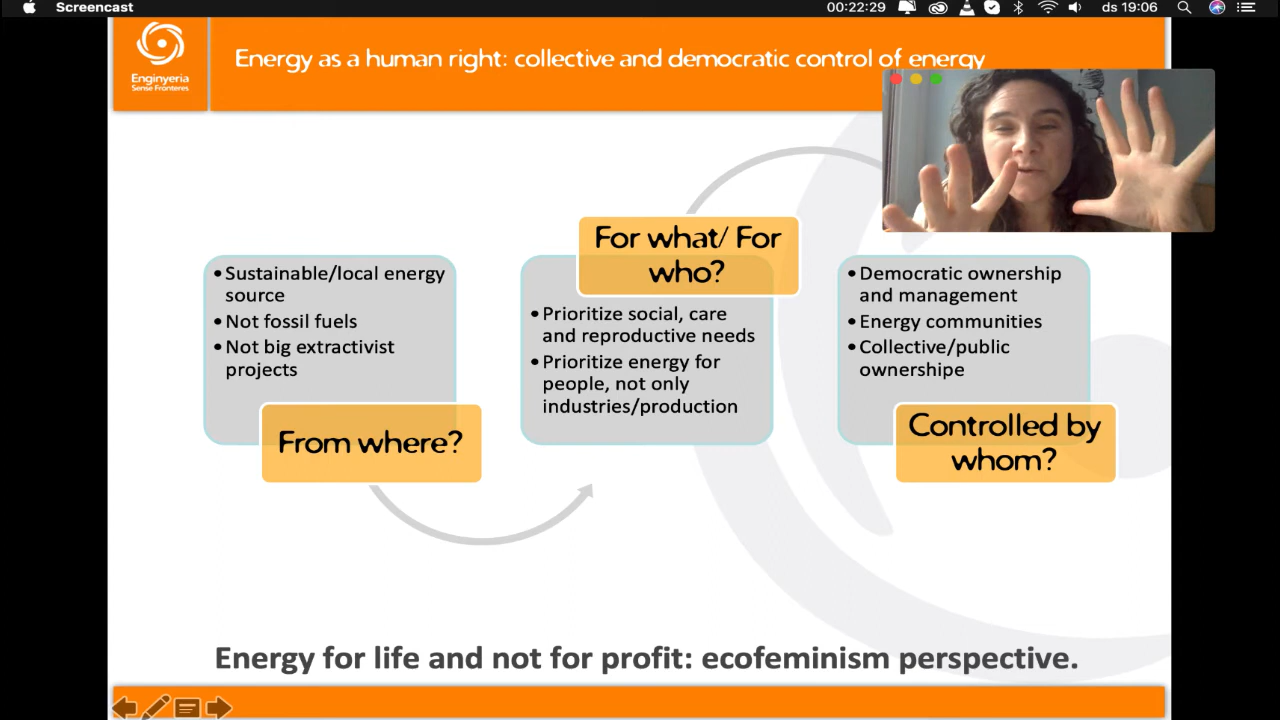 Screencast
00:22:29
ds 19:06
Enginyeria
Sense Fronteres
Energy as a human right: collective and democratic control of energy
• Sustainable/local energy
source
• Not fossil fuels
• Not big extractivist
projects
From where?
For what/ For
who?
• Prioritize social, care
and reproductive needs
• Prioritize energy for
people, not only
industries/production
• Democratic ownership
and management
• Energy communities
• Collective/public
ownershipe
Controlled by
whom?
Energy for life and not for profit: ecofeminism perspective.